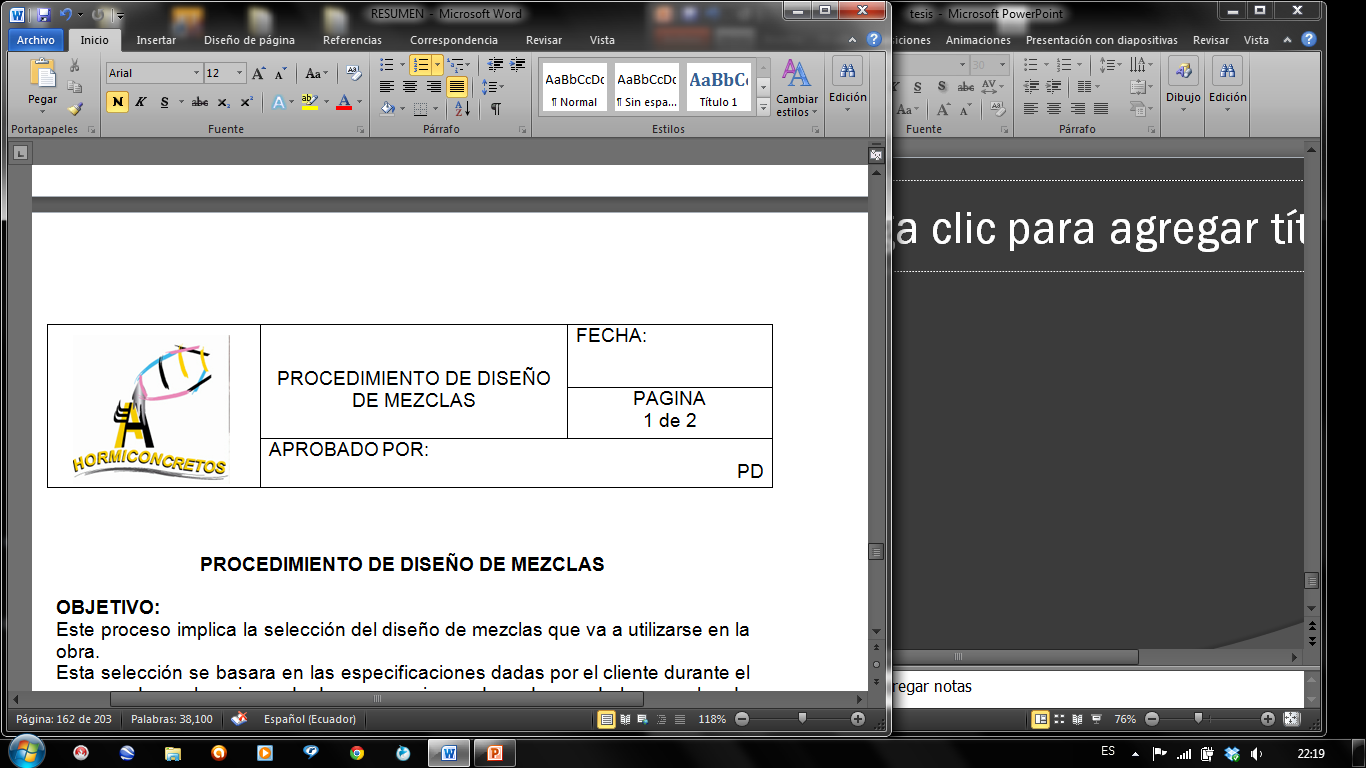 RESUMEN - Microsoft Word
Archivo Inicio Insertar Diseño de página Referencias Correspondencia Revisar Vista
Pegar
Arial 12
AaBbCcDc AaBbCcDc AaBbCc
¶ Normal ¶ Sin espa... Título 1
Cambiar
estilos
Edición
Portapapeles Fuente Párrafo Estilos
tesis - Microsoft PowerPoint
siciones Animaciones Presentación con diapositivas Revisar Vista
30
Dibujo Edición
Fuente Párrafo
HORMICONCRETOS
PROCEDIMIENTO DE DISEÑO
DE MEZCLAS
FECHA:
PAGINA
1 de 2
APROBADO POR:
PD
PROCEDIMIENTO DE DISEÑO DE MEZCLAS
OBJETIVO:
Este proceso implica la selección del diseño de mezclas que va a utilizarse en la
obra.
Esta selección se basara en las especificaciones dadas por el cliente durante el
a clic para agregar tít
regar notas
Página: 162 de 203 Palabras: 38,100 Español (Ecuador) 118%
76%
ES 22:19